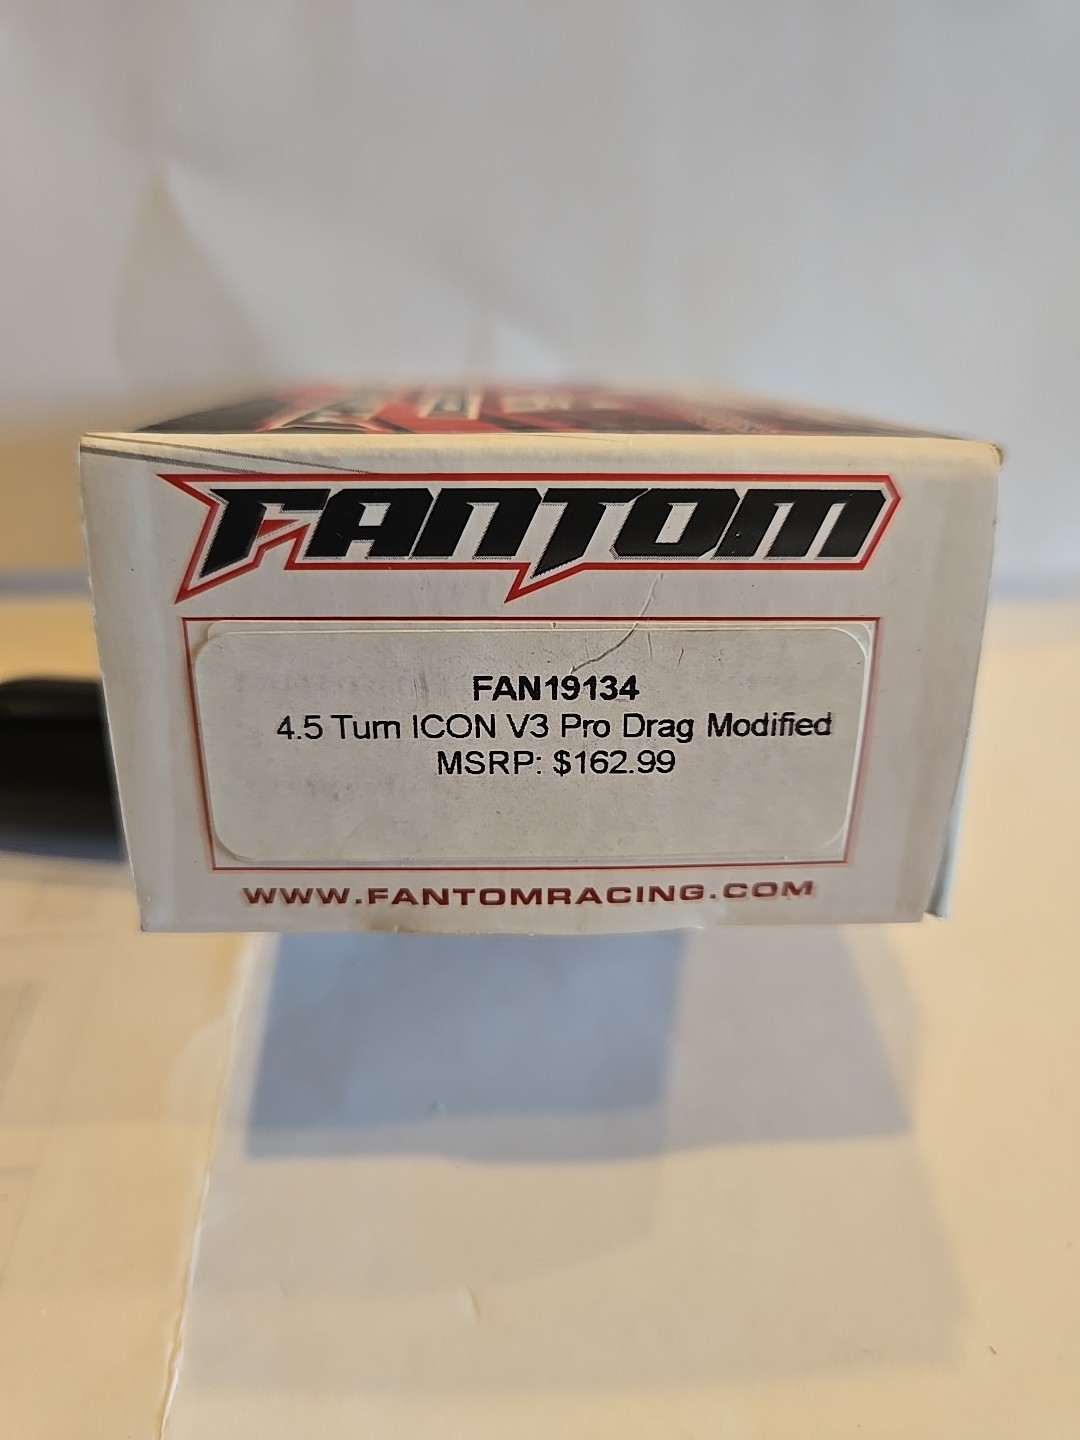 FANTOM
FAN19134
4.5 Turn ICON V3 Pro Drag Modified
MSRP: $162.99
WWW.FANTOMRACING.COM